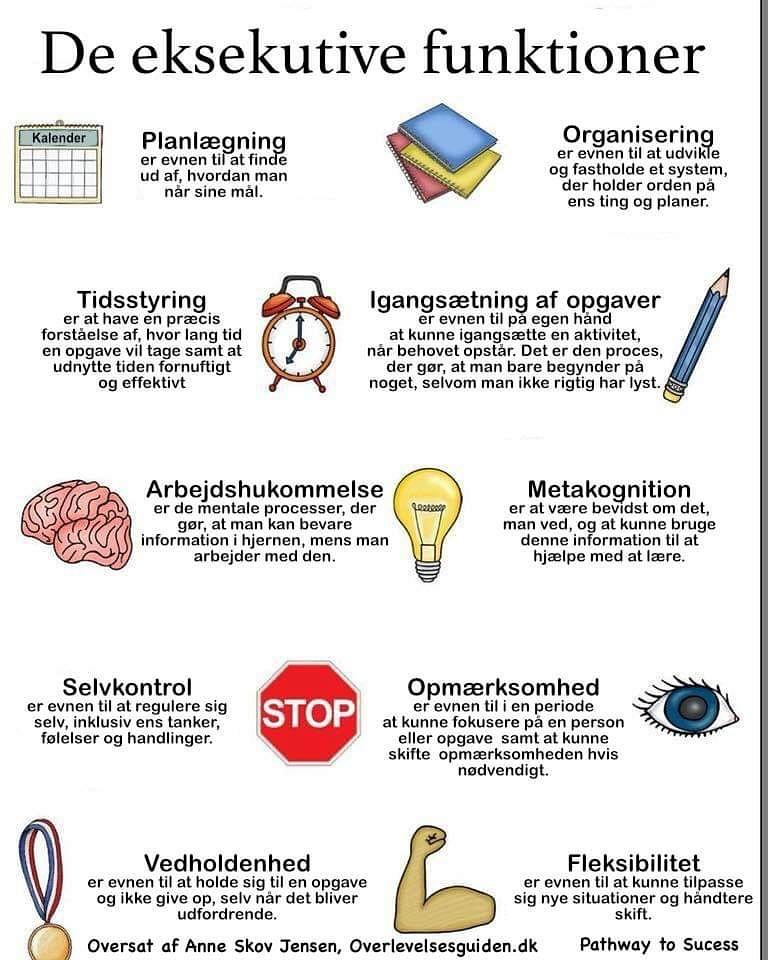 De eksekutive funktioner
Kalender
Planlægning
er evnen til at finde
ud af, hvordan man
når sine mål.
Organisering
er evnen til at udvikle
og fastholde et system,
der holder orden på
ens ting og planer.
Tidsstyring
er at have en præcis
forståelse af, hvor lang tid
en opgave vil tage samt at
udnytte tiden fornuftigt
og effektivt
Igangsætning af opgaver
er evnen til på egen hånd
at kunne igangsætte en aktivitet,
når behovet opstår. Det er den proces,
der gør, at man bare begynder på
noget, selvom man ikke rigtig har lyst.
Arbejdshukommelse
er de mentale processer, der
gør, at man kan bevare
information i hjernen, mens man
arbejder med den.
Metakognition
er at være bevidst om det,
man ved, og at kunne bruge
denne information til at
hjælpe med at lære.
Selvkontrol
er evnen til at regulere sig
selv, inklusiv ens tanker,
følelser og handlinger.
STOP
Opmærksomhed
er evnen til i en periode
at kunne fokusere på en person
eller opgave samt at kunne
skifte opmærksomheden hvis
nødvendigt.
Vedholdenhed
er evnen til at holde sig til en opgave
og ikke give op, selv når det bliver
udfordrende.
Fleksibilitet
er evnen til at kunne tilpasse
sig nye situationer og håndtere
skift.
Oversat af Anne Skov Jensen, Overlevelsesguiden.dk
Pathway to Sucess